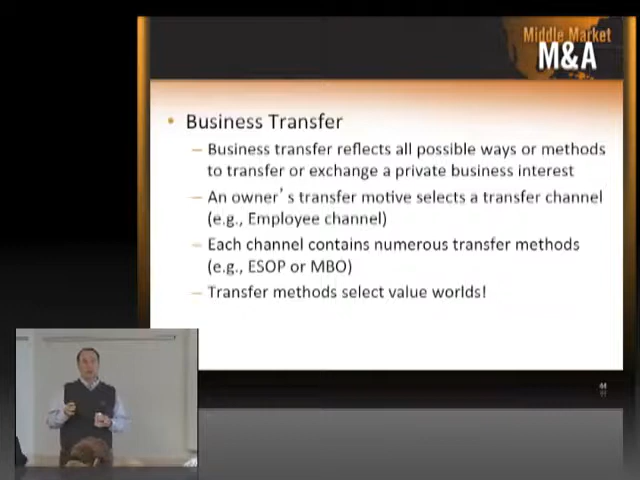 Middle Market
M&A
• Business Transfer
– Business transfer reflects all possible ways or methods
to transfer or exchange a private business interest
– An owner's transfer motive selects a transfer channel
(e.g., Employee channel)
– Each channel contains numerous transfer methods
(e.g., ESOP or MBO)
– Transfer methods select value worlds!
44